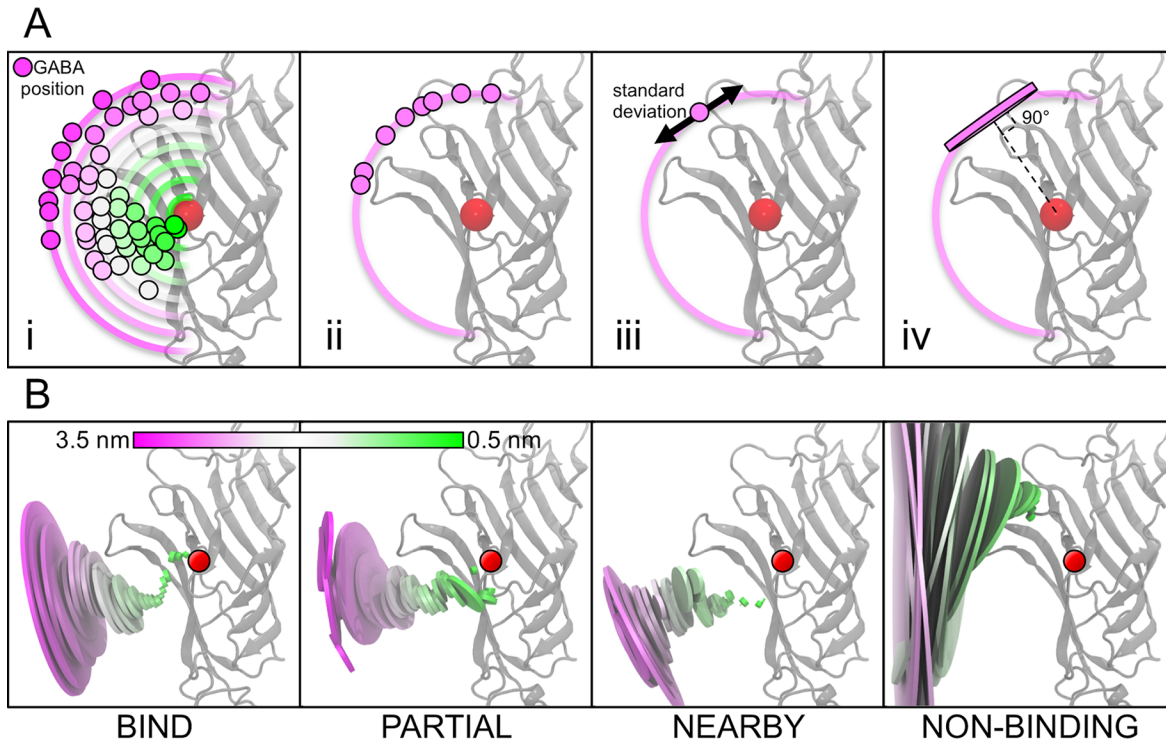 A
GABA
position
i
ii
standard
deviation
iii
90°
iv
B
3.5 nm
0.5 nm
BIND
PARTIAL
NEARBY
NON-BINDING